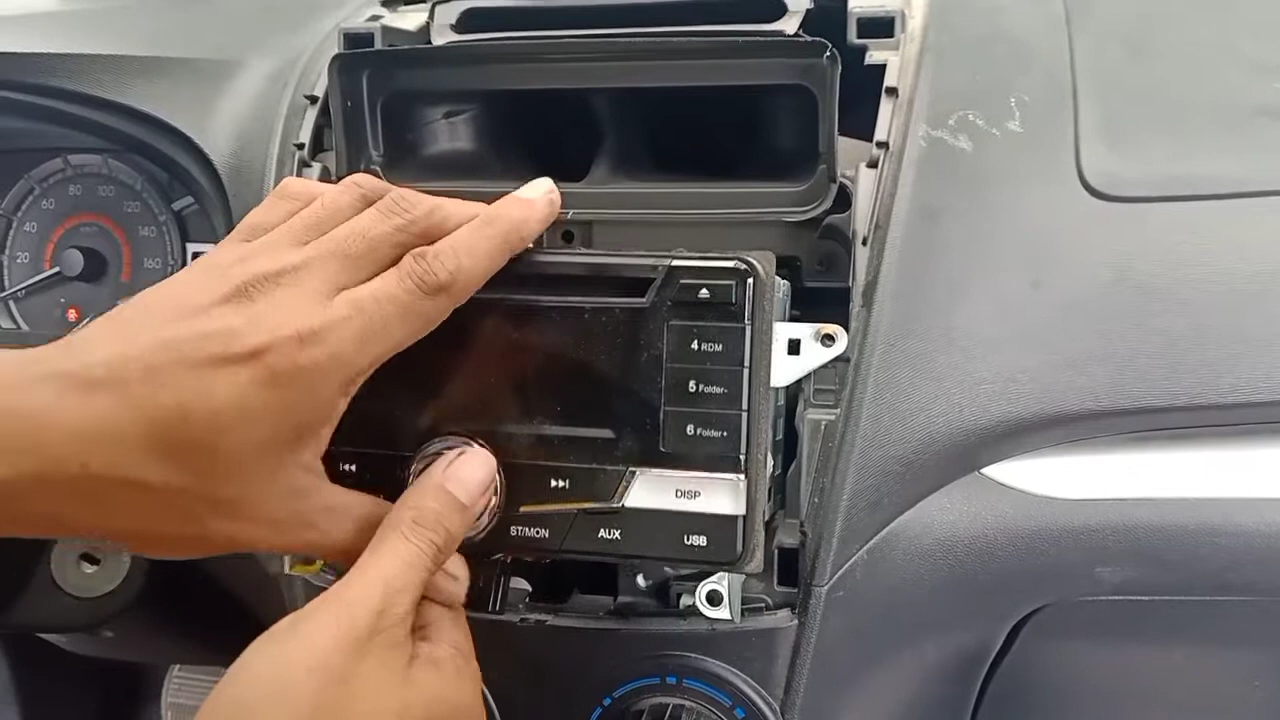 80 100
60 120
40 140
20 160
0
4 RDM
5 Folder-
6 Folder+
DISP
ST/MON AUX USB